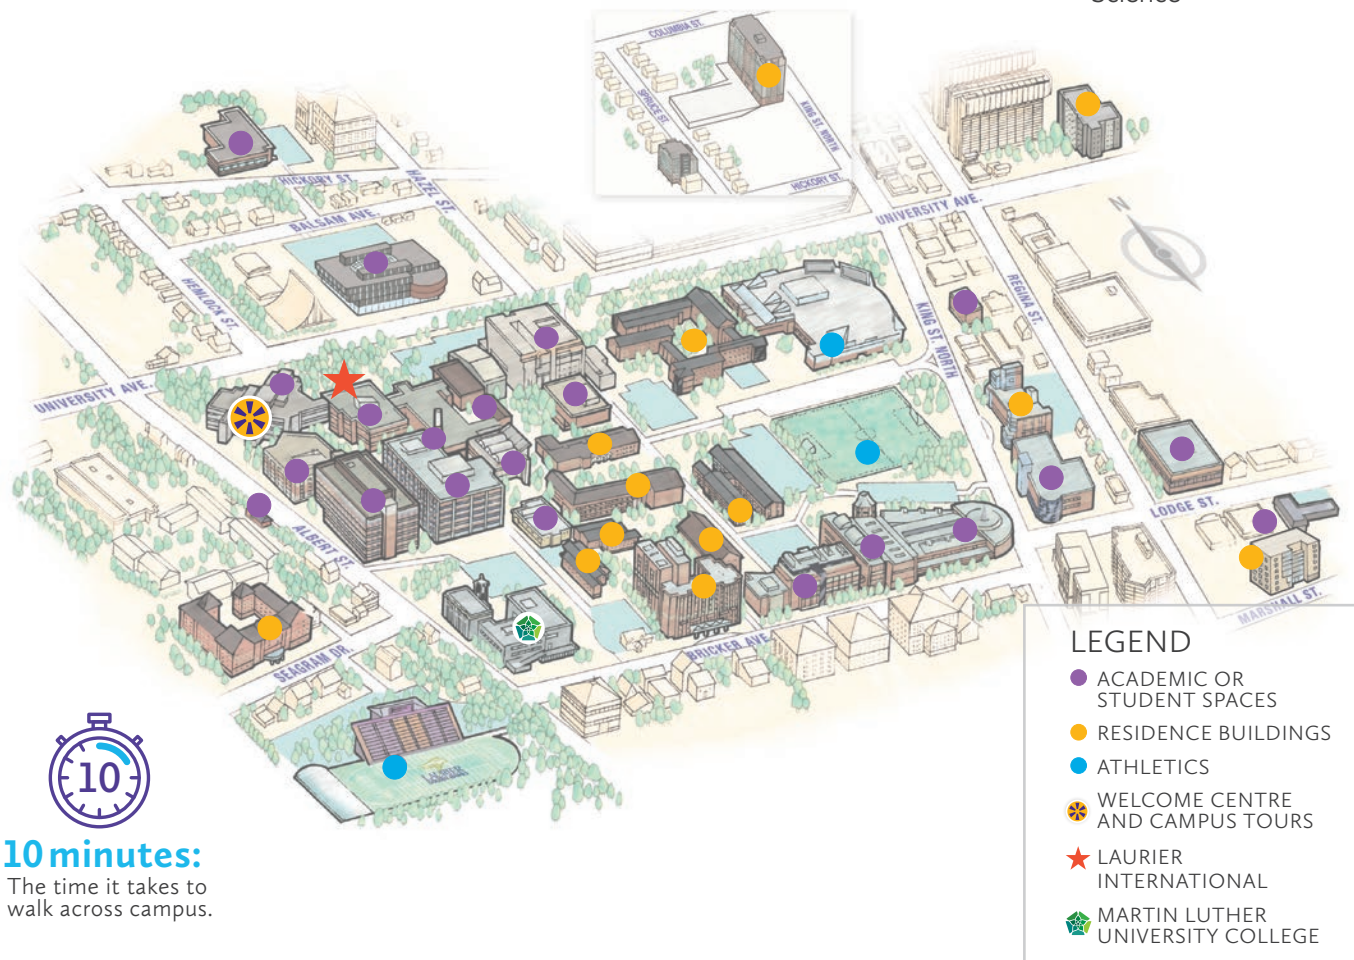 Science
COLUMBIA ST.
SPRUCE ST.
KING ST. NORTH
HICKORY ST.
HICKORY ST.
HAZEL ST.
BALSAM AVE.
HEMLOCK ST.
UNIVERSITY AVE.
N
REGINA ST.
KING ST. NORTH
UNIVERSITY AVE.
ALBERT ST.
LODGE ST.
MARSHALL ST.
SEAGRAM DR.
BRICKER AVE.
LAURIER
10
10 minutes:
The time it takes to
walk across campus.
LEGEND
ACADEMIC OR
STUDENT SPACES
RESIDENCE BUILDINGS
ATHLETICS
WELCOME CENTRE
AND CAMPUS TOURS
LAURIER
INTERNATIONAL
MARTIN LUTHER
UNIVERSITY COLLEGE